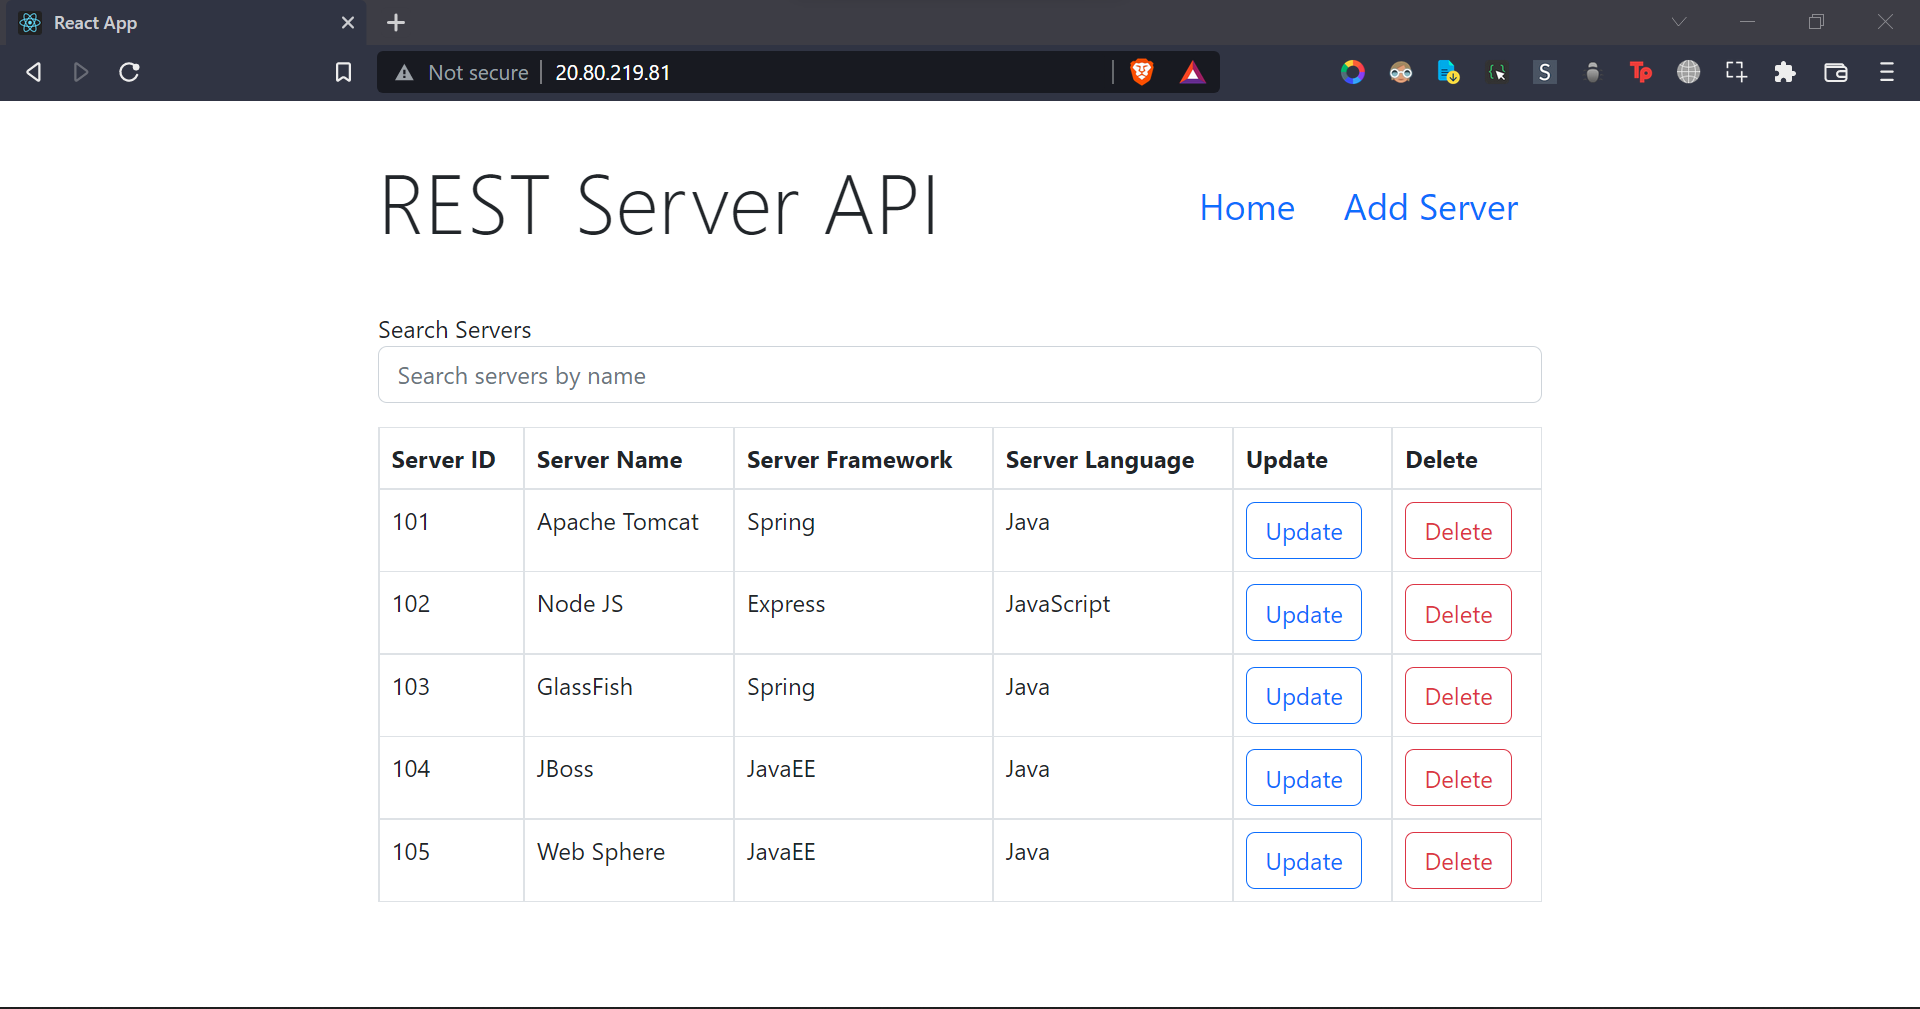 React App
Not secure 20.80.219.81
S Tp
REST Server API
Home Add Server
Search Servers
Search servers by name
Server ID Server Name Server Framework Server Language Update Delete
101 Apache Tomcat Spring Java Update Delete
102 Node JS Express JavaScript Update Delete
103 GlassFish Spring Java Update Delete
104 JBoss JavaEE Java Update Delete
105 Web Sphere JavaEE Java Update Delete